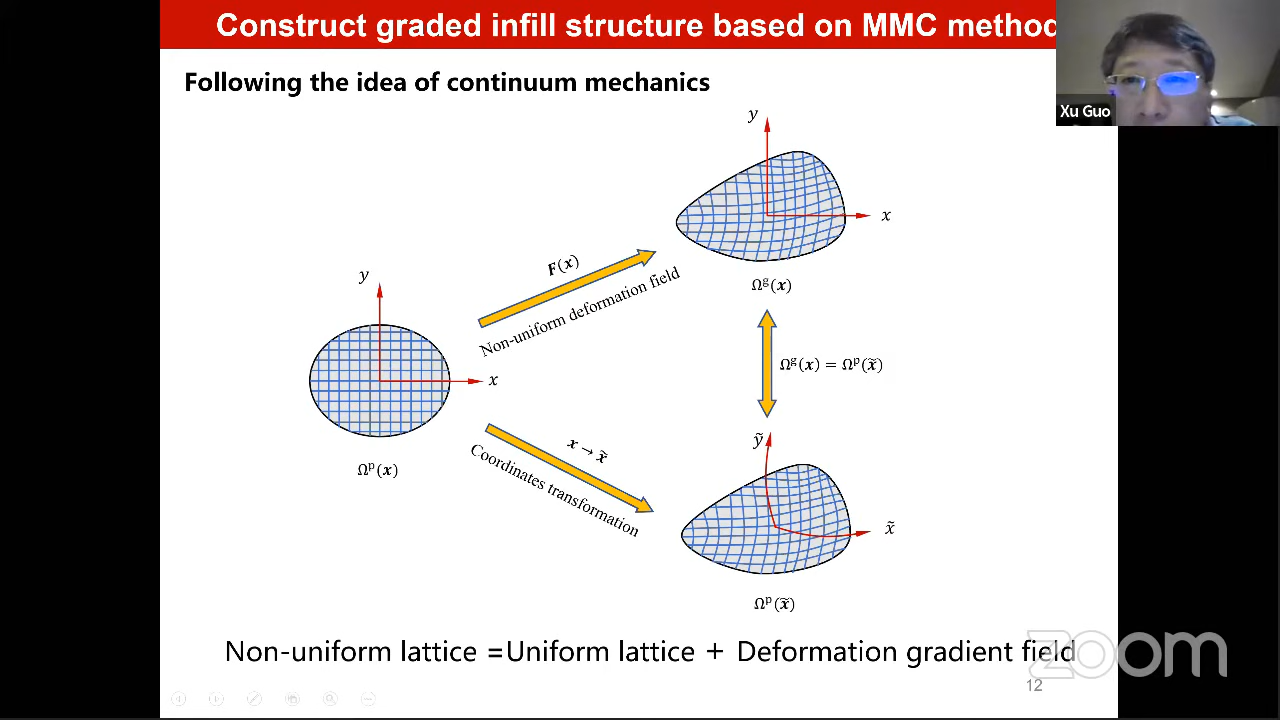 Construct graded infill structure based on MMC method
Xu Guo
Following the idea of continuum mechanics
y
x
Ωᵍ(x)
F(x)
Non-uniform deformation field
y
x
Ωᵖ(x)
Ωᵍ(x) = Ωᵖ(x̃)
x → x̃
Coordinates transformation
ỹ
x̃
Ωᵖ(x̃)
Non-uniform lattice =Uniform lattice + Deformation gradient field
zoom
12